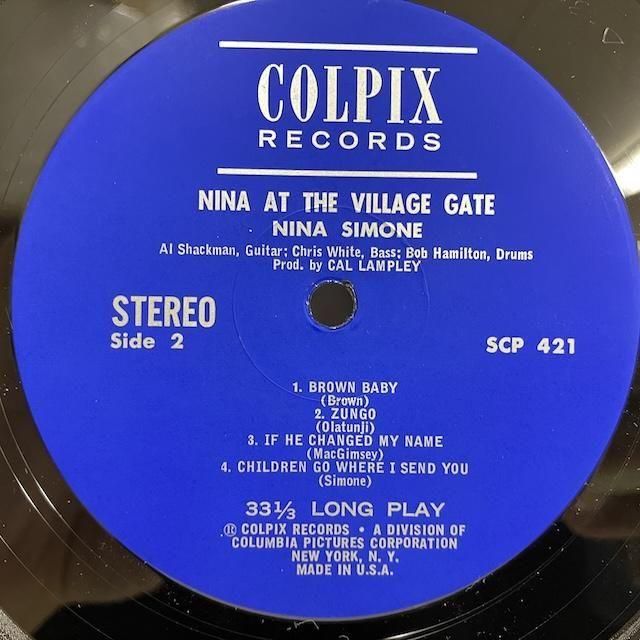 COLPIX
RECORDS
NINA AT THE VILLAGE GATE
NINA SIMONE
Al Shackman, Guitar; Chris White, Bass; Bob Hamilton, Drums
Prod. by CAL LAMPLEY
STEREO
Side 2
SCP 421
1. BROWN BABY
(Brown)
2. ZUNGO
(Olatunji)
3. IF HE CHANGED MY NAME
(MacGimsey)
4. CHILDREN GO WHERE I SEND YOU
(Simone)
33⅓ LONG PLAY
℗ COLPIX RECORDS • A DIVISION OF
COLUMBIA PICTURES CORPORATION
NEW YORK, N. Y.
MADE IN U.S.A.